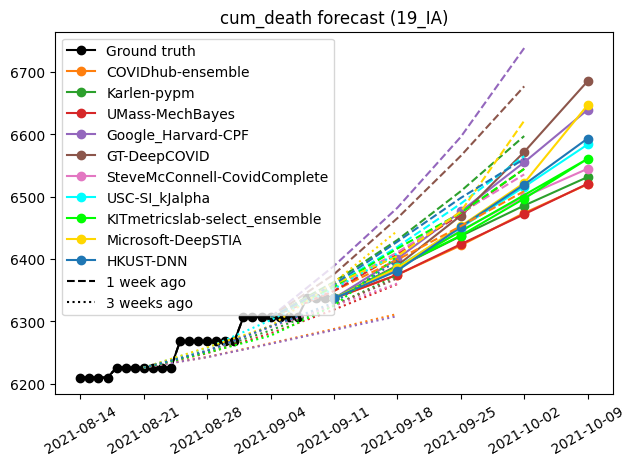 cum_death forecast (19_IA)
6700
6600
6500
6400
6300
6200
Ground truth
COVIDhub-ensemble
Karlen-pypm
UMass-MechBayes
Google_Harvard-CPF
GT-DeepCOVID
SteveMcConnell-CovidComplete
USC-SI_kJalpha
KITmetricslab-select_ensemble
Microsoft-DeepSTIA
HKUST-DNN
1 week ago
3 weeks ago
2021-08-14
2021-08-21
2021-08-28
2021-09-04
2021-09-11
2021-09-18
2021-09-25
2021-10-02
2021-10-09